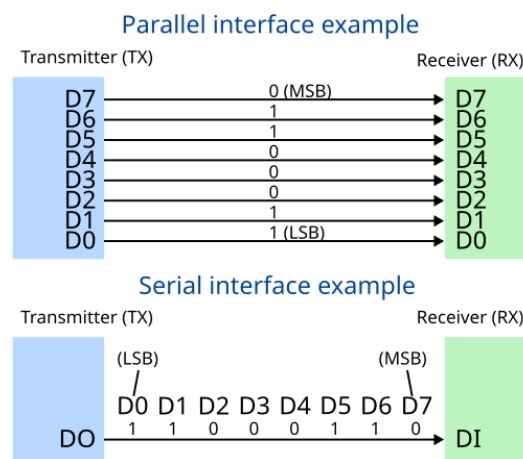 Parallel interface example
Transmitter (TX)
Receiver (RX)
D7 0 (MSB) D7
D6 1 D6
D5 1 D5
D4 0 D4
D3 0 D3
D2 0 D2
D1 1 D1
D0 1 (LSB) D0
Serial interface example
Transmitter (TX)
Receiver (RX)
(LSB) (MSB)
D0 D1 D2 D3 D4 D5 D6 D7
1 1 0 0 0 1 1 0
DO DI